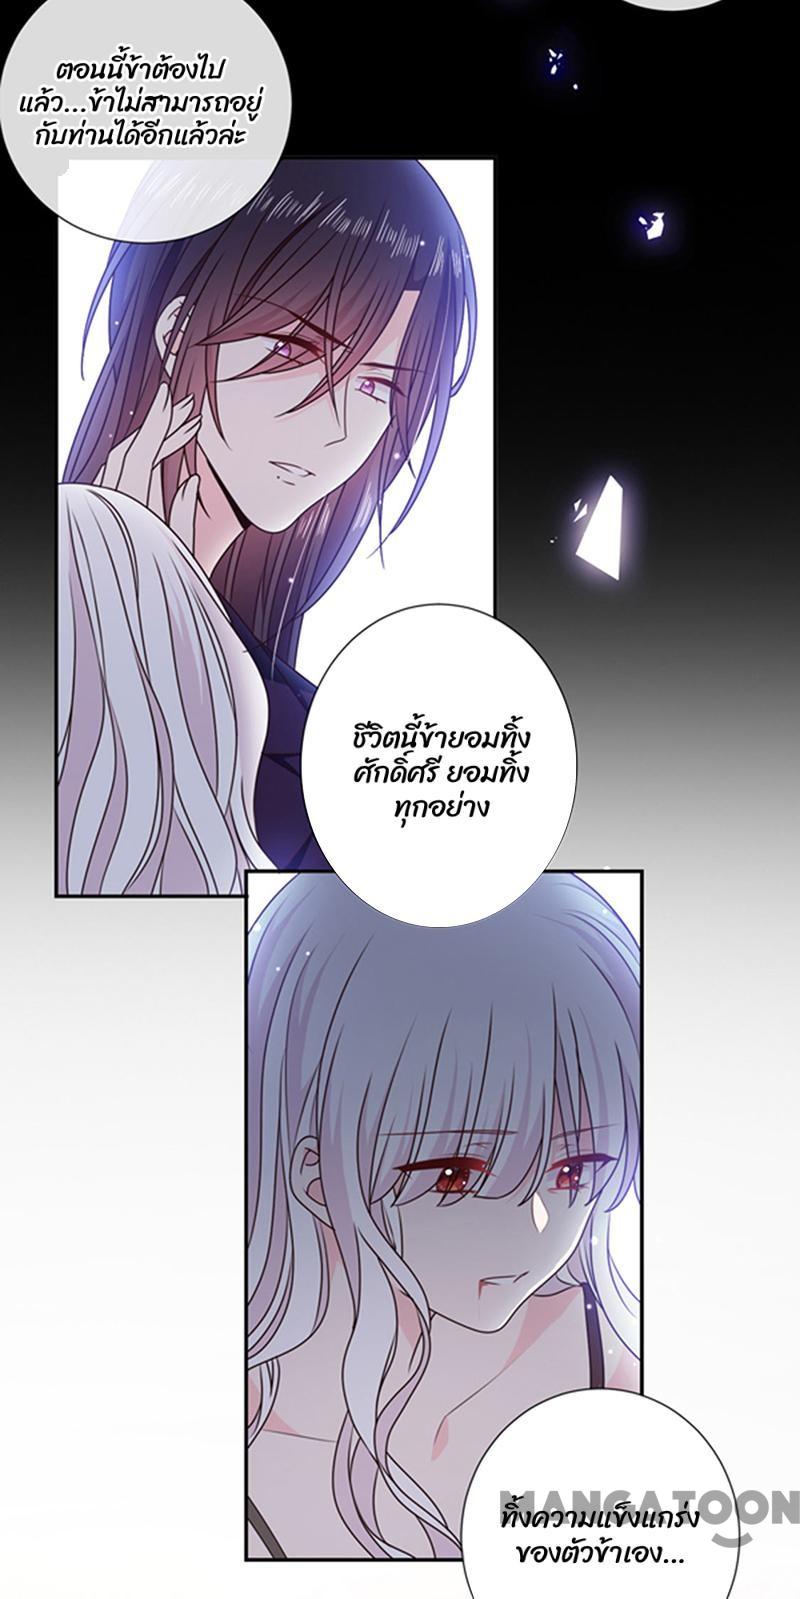 ตอนนี้ข้าต้องไป
แล้ว...ข้าไม่สามารถอยู่
กับท่านได้อีกแล้วล่ะ
ชีวิตนี้ข้ายอมทิ้ง
ศักดิ์ศรี ยอมทิ้ง
ทุกอย่าง
MANGATOON
ทิ้งความแข็งแกร่ง
ของตัวข้าเอง...